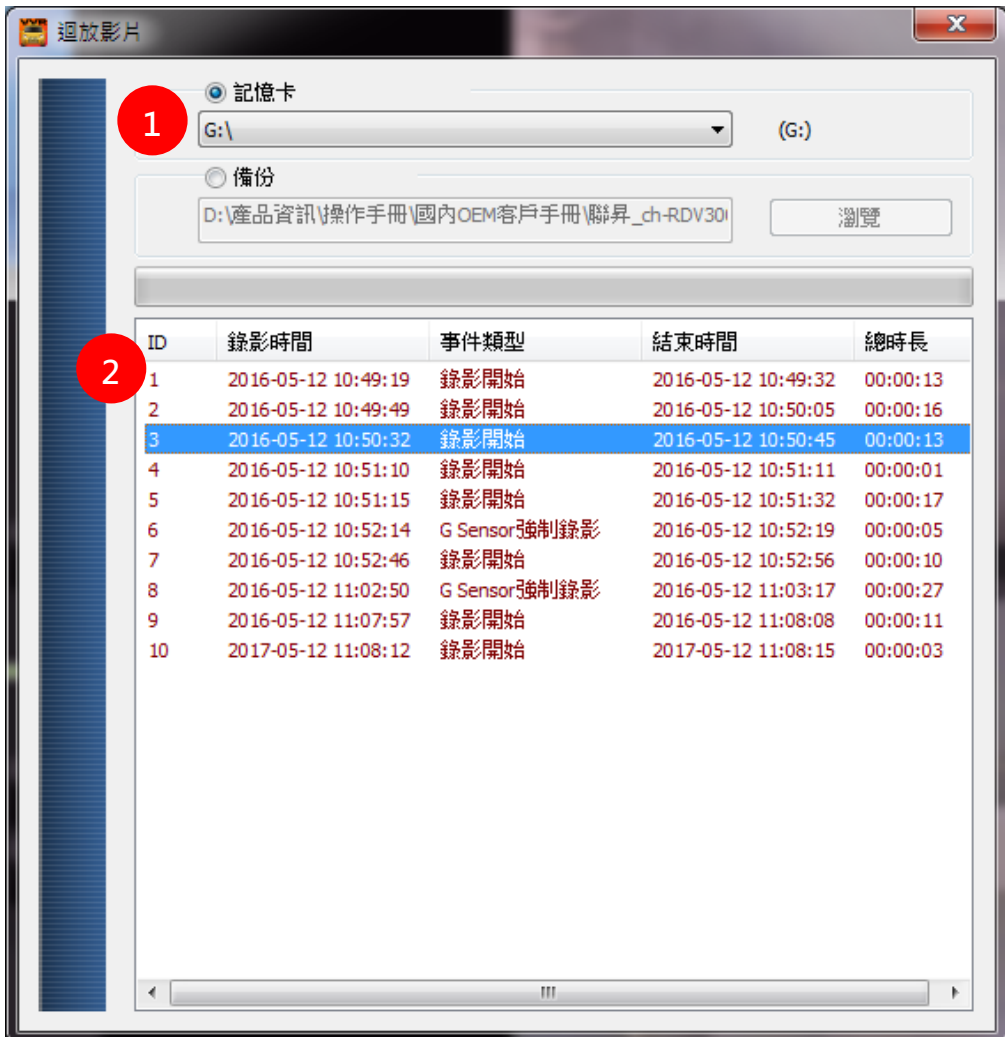 迴放影片
記憶卡
1
G:\ (G:)
備份
D:\產品資訊\操作手冊\國內OEM客戶手冊\聯昇_ch-RDV30 瀏覽
ID 錄影時間 事件類型 結束時間 總時長
2
1 2016-05-12 10:49:19 錄影開始 2016-05-12 10:49:32 00:00:13
2 2016-05-12 10:49:49 錄影開始 2016-05-12 10:50:05 00:00:16
3 2016-05-12 10:50:32 錄影開始 2016-05-12 10:50:45 00:00:13
4 2016-05-12 10:51:10 錄影開始 2016-05-12 10:51:11 00:00:01
5 2016-05-12 10:51:15 錄影開始 2016-05-12 10:51:32 00:00:17
6 2016-05-12 10:52:14 G Sensor強制錄影 2016-05-12 10:52:19 00:00:05
7 2016-05-12 10:52:46 錄影開始 2016-05-12 10:52:56 00:00:10
8 2016-05-12 11:02:50 G Sensor強制錄影 2016-05-12 11:03:17 00:00:27
9 2016-05-12 11:07:57 錄影開始 2016-05-12 11:08:08 00:00:11
10 2017-05-12 11:08:12 錄影開始 2017-05-12 11:08:15 00:00:03